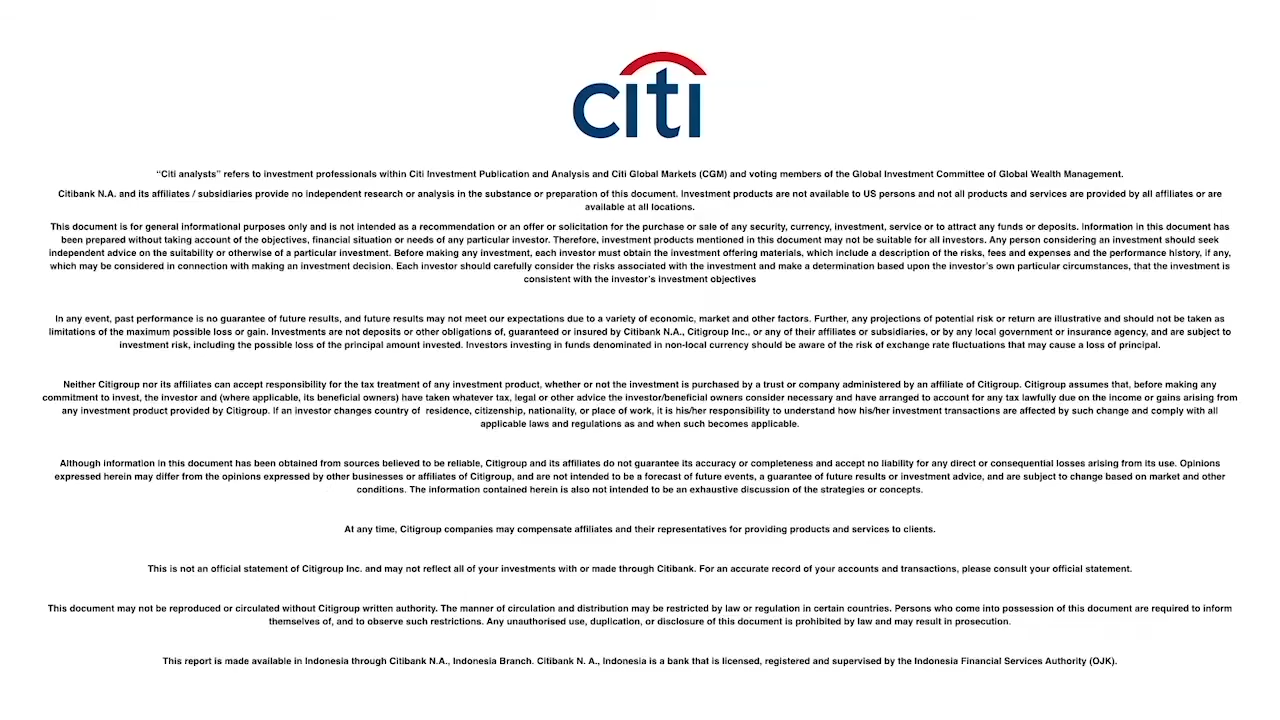 citi
“Citi analysts” refers to investment professionals within Citi Investment Publication and Analysis and Citi Global Markets (CGM) and voting members of the Global Investment Committee of Global Wealth Management.
Citibank N.A. and its affiliates / subsidiaries provide no independent research or analysis in the substance or preparation of this document. Investment products are not available to US persons and not all products and services are provided by all affiliates or are
available at all locations.
This document is for general informational purposes only and is not intended as a recommendation or an offer or solicitation for the purchase or sale of any security, currency, investment, service or to attract any funds or deposits. Information in this document has
been prepared without taking account of the objectives, financial situation or needs of any particular investor. Therefore, investment products mentioned in this document may not be suitable for all investors. Any person considering an investment should seek
independent advice on the suitability or otherwise of a particular investment. Before making any investment, each investor must obtain the investment offering materials, which include a description of the risks, fees and expenses and the performance history, if any,
which may be considered in connection with making an investment decision. Each investor should carefully consider the risks associated with the investment and make a determination based upon the investor’s own particular circumstances, that the investment is
consistent with the investor’s investment objectives
In any event, past performance is no guarantee of future results, and future results may not meet our expectations due to a variety of economic, market and other factors. Further, any projections of potential risk or return are illustrative and should not be taken as
limitations of the maximum possible loss or gain. Investments are not deposits or other obligations of, guaranteed or insured by Citibank N.A., Citigroup Inc., or any of their affiliates or subsidiaries, or by any local government or insurance agency, and are subject to
investment risk, including the possible loss of the principal amount invested. Investors investing in funds denominated in non-local currency should be aware of the risk of exchange rate fluctuations that may cause a loss of principal.
Neither Citigroup nor its affiliates can accept responsibility for the tax treatment of any investment product, whether or not the investment is purchased by a trust or company administered by an affiliate of Citigroup. Citigroup assumes that, before making any
commitment to invest, the investor and (where applicable, its beneficial owners) have taken whatever tax, legal or other advice the investor/beneficial owners consider necessary and have arranged to account for any tax lawfully due on the income or gains arising from
any investment product provided by Citigroup. If an investor changes country of residence, citizenship, nationality, or place of work, it is his/her responsibility to understand how his/her investment transactions are affected by such change and comply with all
applicable laws and regulations as and when such becomes applicable.
Although information in this document has been obtained from sources believed to be reliable, Citigroup and its affiliates do not guarantee its accuracy or completeness and accept no liability for any direct or consequential losses arising from its use. Opinions
expressed herein may differ from the opinions expressed by other businesses or affiliates of Citigroup, and are not intended to be a forecast of future events, a guarantee of future results or investment advice, and are subject to change based on market and other
conditions. The information contained herein is also not intended to be an exhaustive discussion of the strategies or concepts.
At any time, Citigroup companies may compensate affiliates and their representatives for providing products and services to clients.
This is not an official statement of Citigroup Inc. and may not reflect all of your investments with or made through Citibank. For an accurate record of your accounts and transactions, please consult your official statement.
This document may not be reproduced or circulated without Citigroup written authority. The manner of circulation and distribution may be restricted by law or regulation in certain countries. Persons who come into possession of this document are required to inform
themselves of, and to observe such restrictions. Any unauthorised use, duplication, or disclosure of this document is prohibited by law and may result in prosecution.
This report is made available in Indonesia through Citibank N.A., Indonesia Branch. Citibank N. A., Indonesia is a bank that is licensed, registered and supervised by the Indonesia Financial Services Authority (OJK).